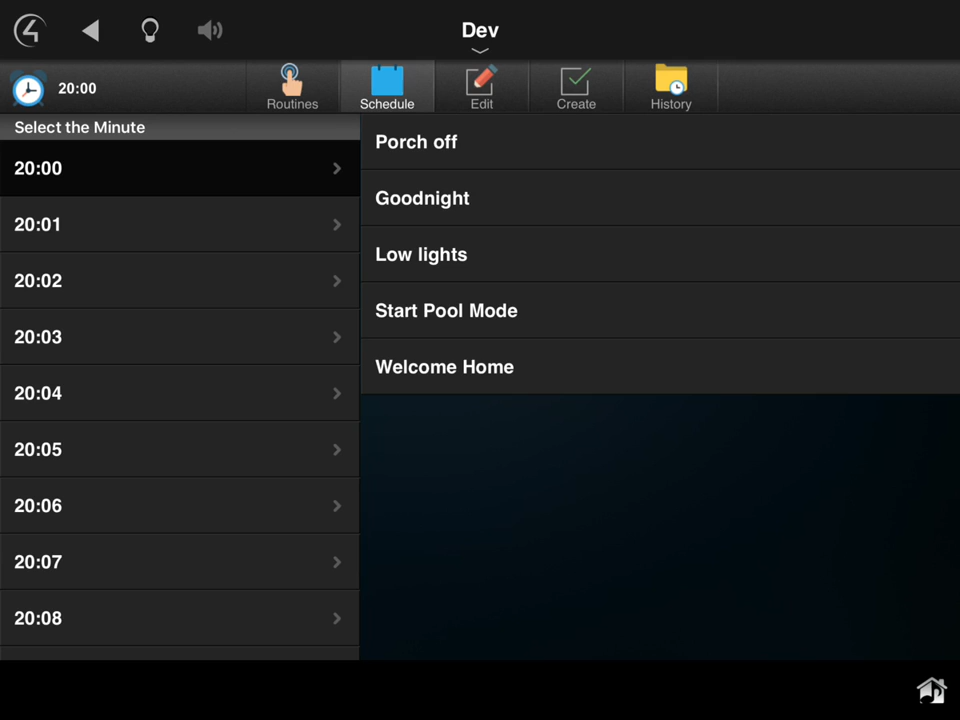 Dev
20:00
Routines
Schedule
Edit
Create
History
Select the Minute
20:00
20:01
20:02
20:03
20:04
20:05
20:06
20:07
20:08
Porch off
Goodnight
Low lights
Start Pool Mode
Welcome Home